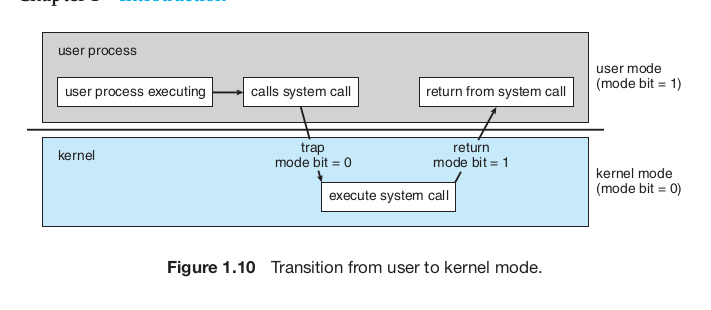 user process
user process executing
calls system call
return from system call
user mode
(mode bit = 1)
kernel
trap
mode bit = 0
return
mode bit = 1
execute system call
kernel mode
(mode bit = 0)
Figure 1.10 Transition from user to kernel mode.